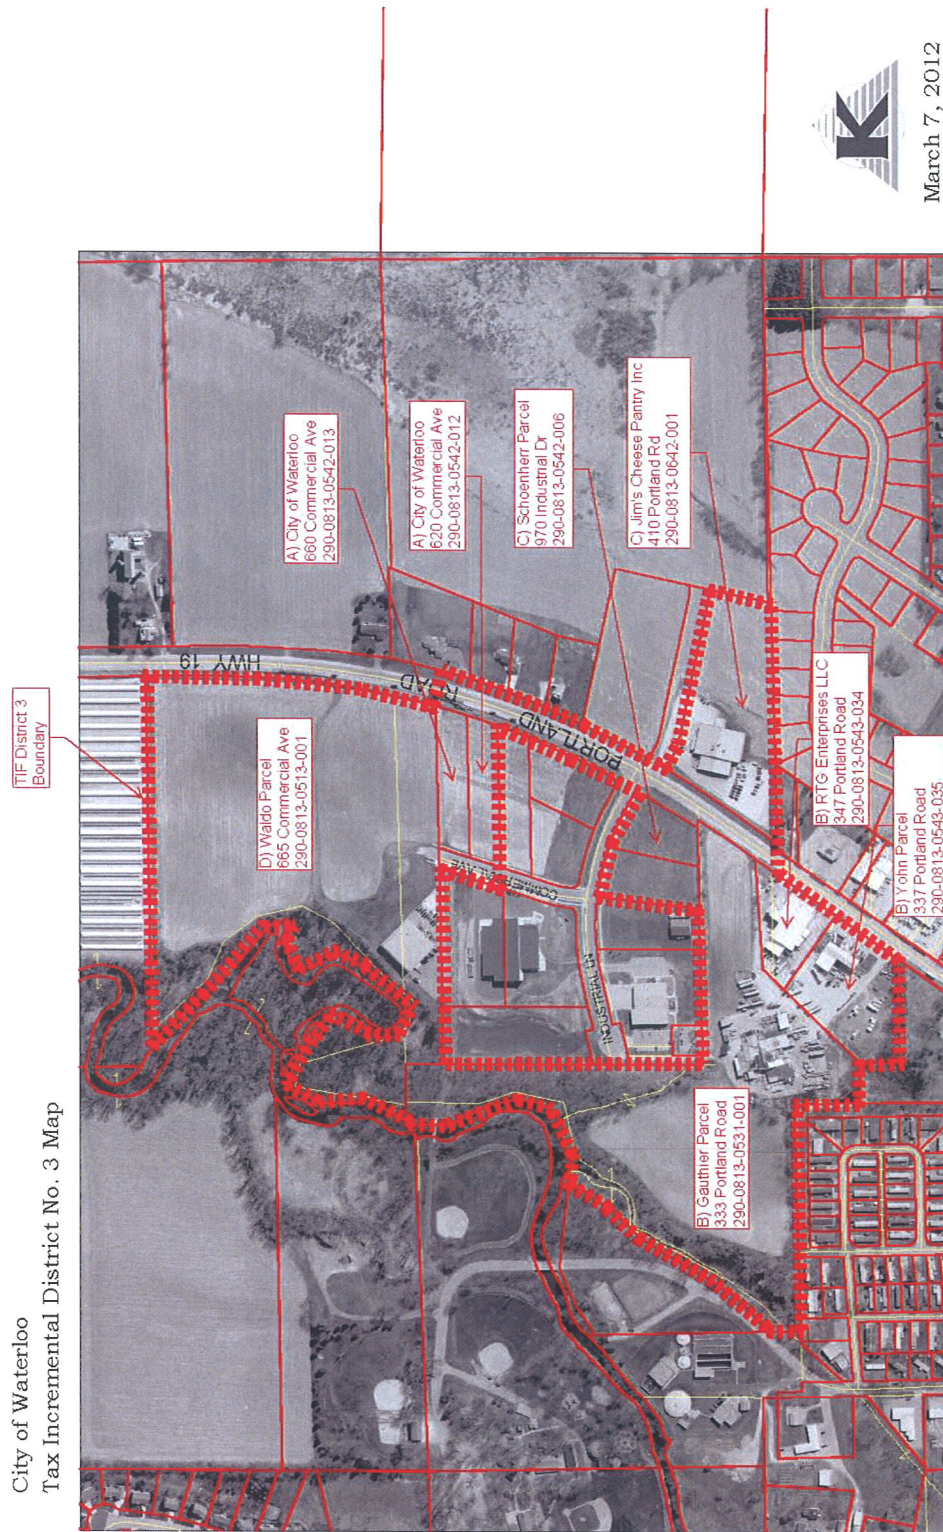 City of Waterloo
Tax Incremental District No. 3 Map
TIF District 3
Boundary
D) Waldo Parcel
665 Commercial Ave
290-0813-0513-001
HWY 19
A) City of Waterloo
660 Commercial Ave
290-0813-0542-013
A) City of Waterloo
620 Commercial Ave
290-0813-0542-012
C) Schoenherr Parcel
970 Industrial Dr
290-0813-0542-006
C) Jim's Cheese Pantry Inc
410 Portland Rd
290-0813-0642-001
PORTLAND
ROAD
COMMERCIAL AVE
INDUSTRIAL LN
B) Gauthier Parcel
333 Portland Road
290-0813-0531-001
B) RTG Enterprises LLC
347 Portland Road
290-0813-0543-034
B) Yohn Parcel
337 Portland Road
290-0813-0543-035
K
March 7, 2012